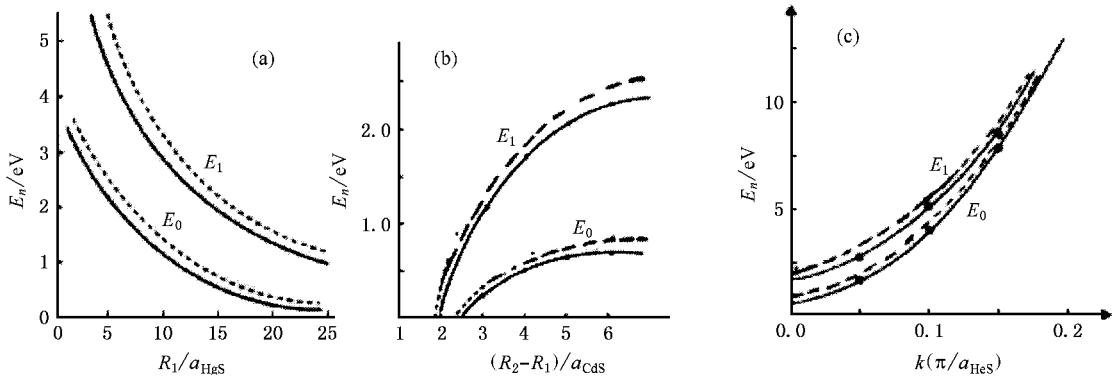 (a)
E_n/eV
5
4
3
2
1
0
E_1
E_0
0 5 10 15 20 25
R_1/a_HgS
(b)
E_n/eV
2.0
1.0
0
E_1
E_0
1 2 3 4 5 6
(R_2-R_1)/a_CdS
(c)
E_n/eV
10
5
E_1
E_0
0.0 0.1 0.2
k(π/a_HeS)